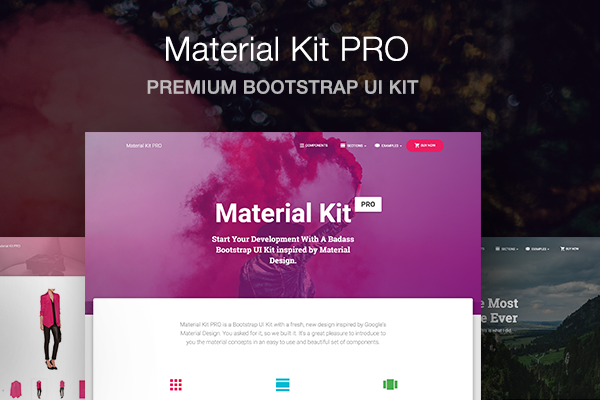 Material Kit PRO
PREMIUM BOOTSTRAP UI KIT
Material Kit PRO
COMPONENTS
SECTIONS
EXAMPLES
BUY NOW
Material Kit PRO
Start Your Development With A Badass
Bootstrap UI Kit inspired by Material
Design.
Material Kit PRO
SECTIONS
EXAMPLES
BUY NOW
e Most
e Ever
Material Kit PRO is a Bootstrap UI Kit with a fresh, new design inspired by Google's
Material Design. You asked for it, so we built it. It's a great pleasure to introduce to
you the material concepts in an easy to use and beautiful set of components.